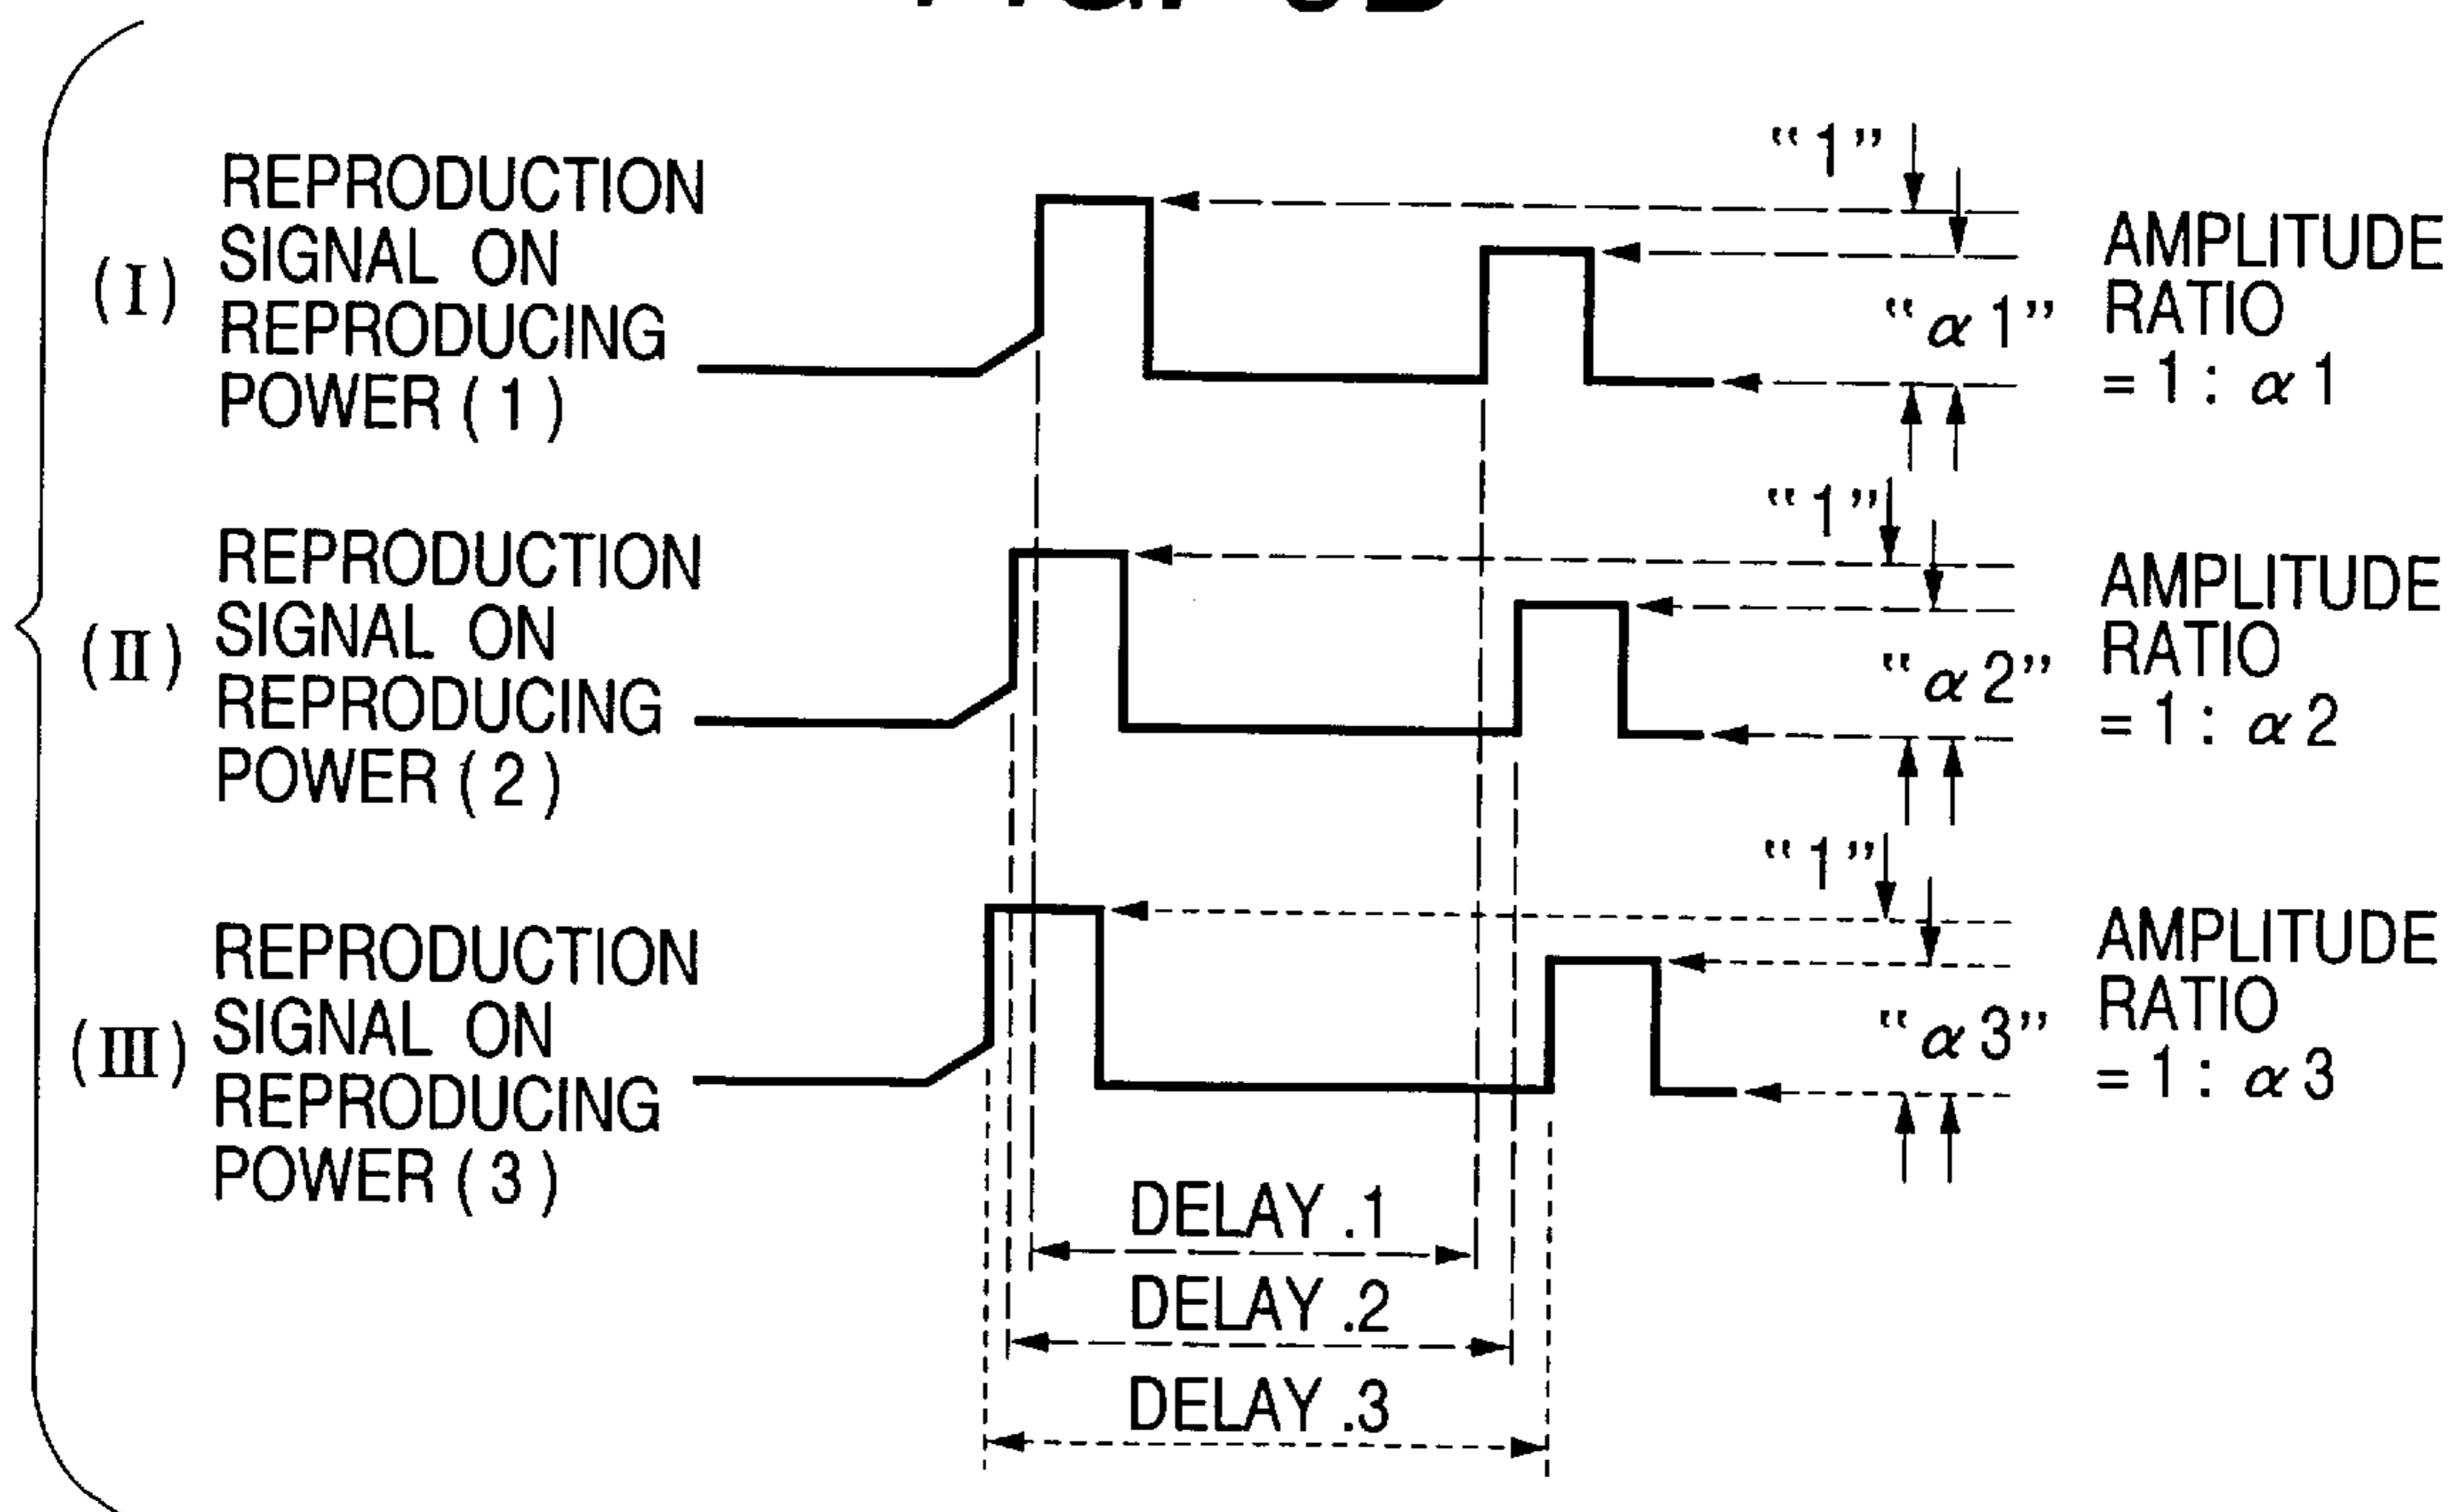 (I)
REPRODUCTION
SIGNAL ON
REPRODUCING
POWER ( 1 )
“1”
“α1”
AMPLITUDE
RATIO
= 1 : α1
(II)
REPRODUCTION
SIGNAL ON
REPRODUCING
POWER ( 2 )
“1”
“α2”
AMPLITUDE
RATIO
= 1 : α2
(III)
REPRODUCTION
SIGNAL ON
REPRODUCING
POWER ( 3 )
“1”
“α3”
AMPLITUDE
RATIO
= 1 : α3
DELAY .1
DELAY .2
DELAY .3